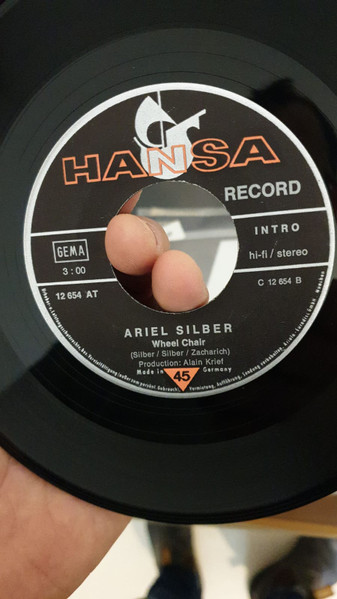 HANSA
RECORD
INTRO
GEMA
hi-fi / stereo
3:00
12 654 AT
C 12 654 B
ARIEL SILBER
Wheel Chair
(Silber / Silber / Zacharich)
Production: Alain Krief
Made in Germany
45